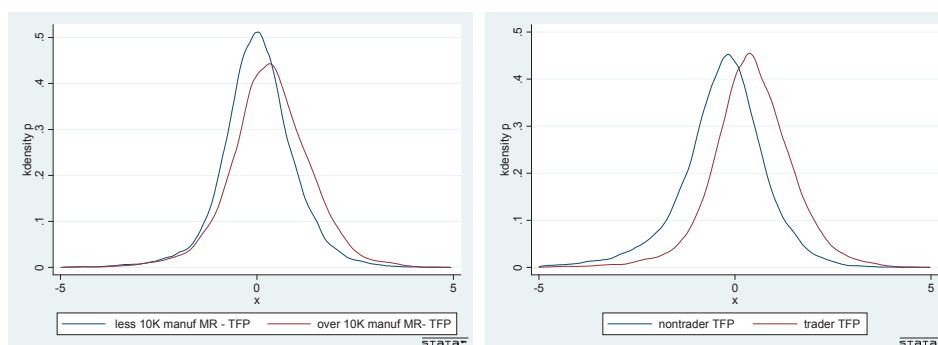 .5
.4
.3
.2
.1
0
kdensity p
-5
0
5
x
less 10K manuf MR - TFP
over 10K manuf MR- TFP
STATA
.5
.4
.3
.2
.1
0
kdensity p
-5
0
5
x
nontrader TFP
trader TFP